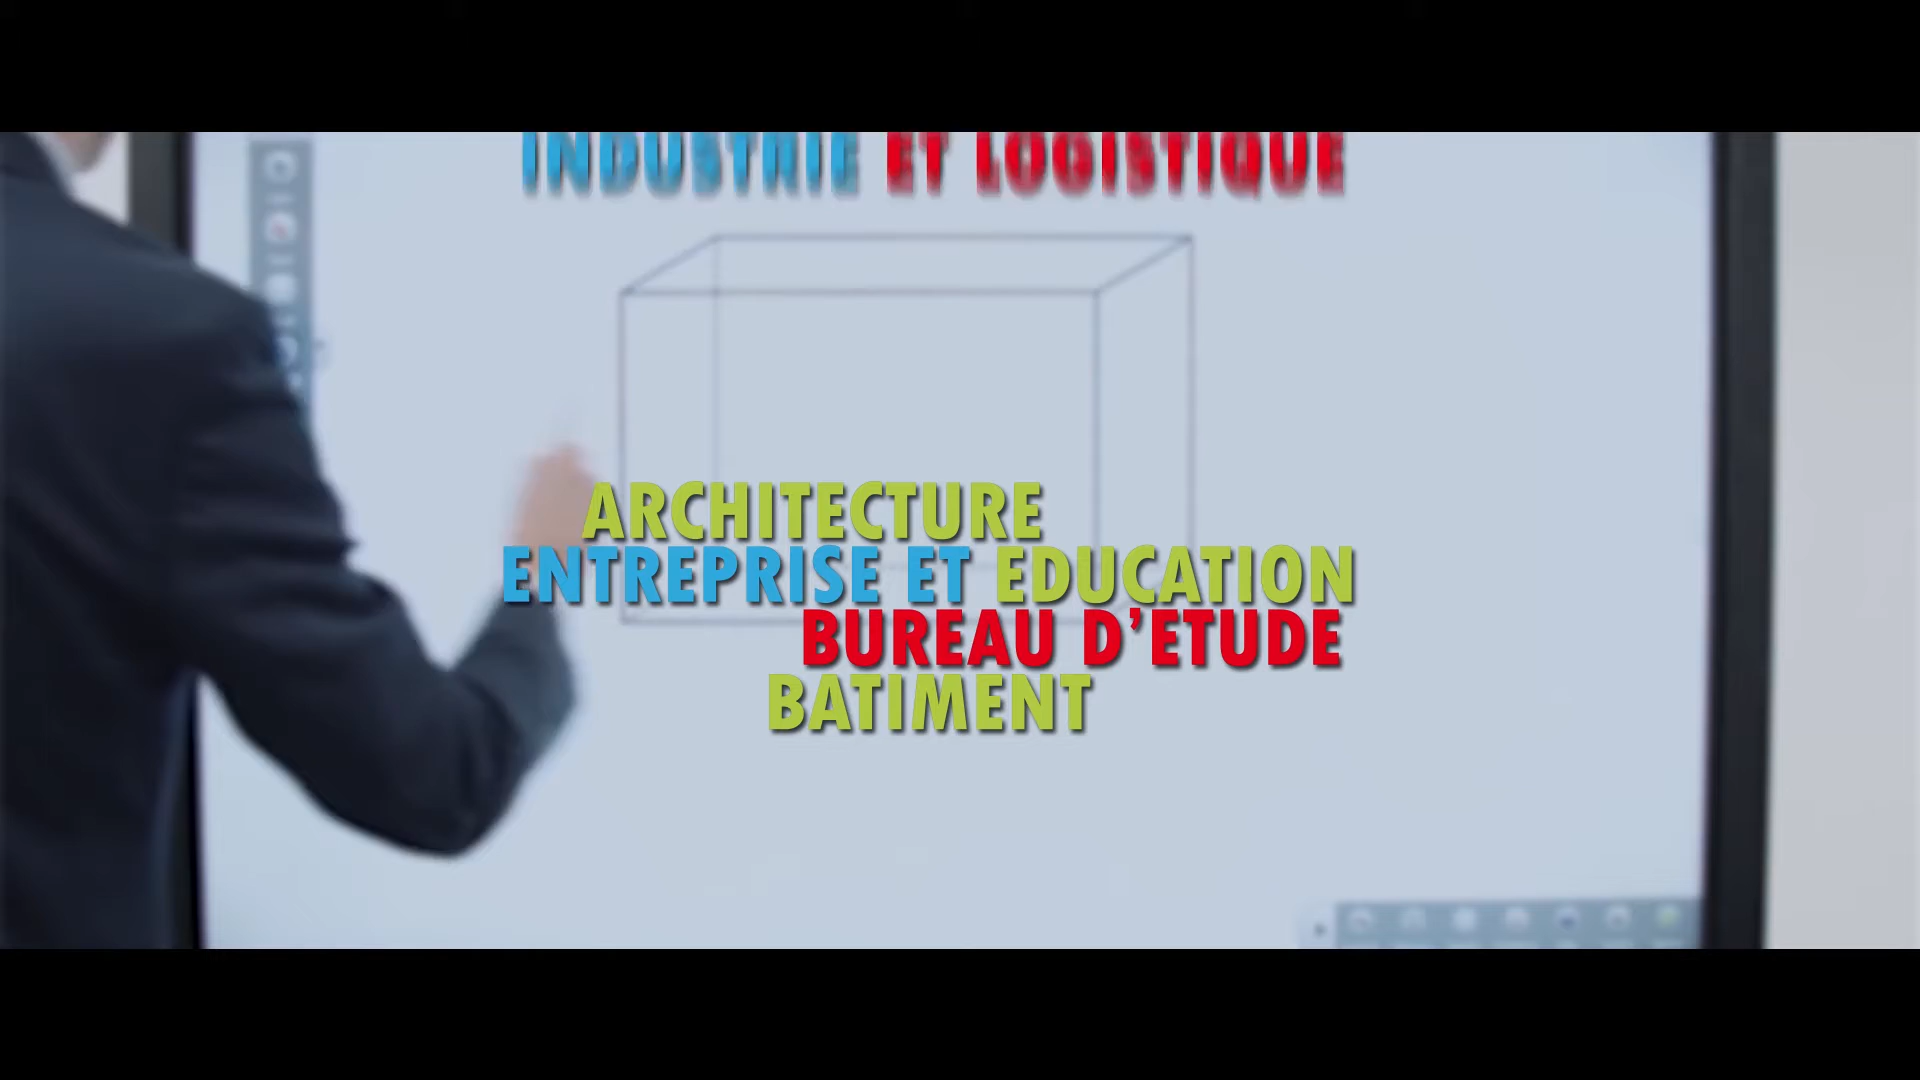 INDUSTRIE ET LOGISTIQUE
ARCHITECTURE
ENTREPRISE ET EDUCATION
BUREAU D'ETUDE
BATIMENT